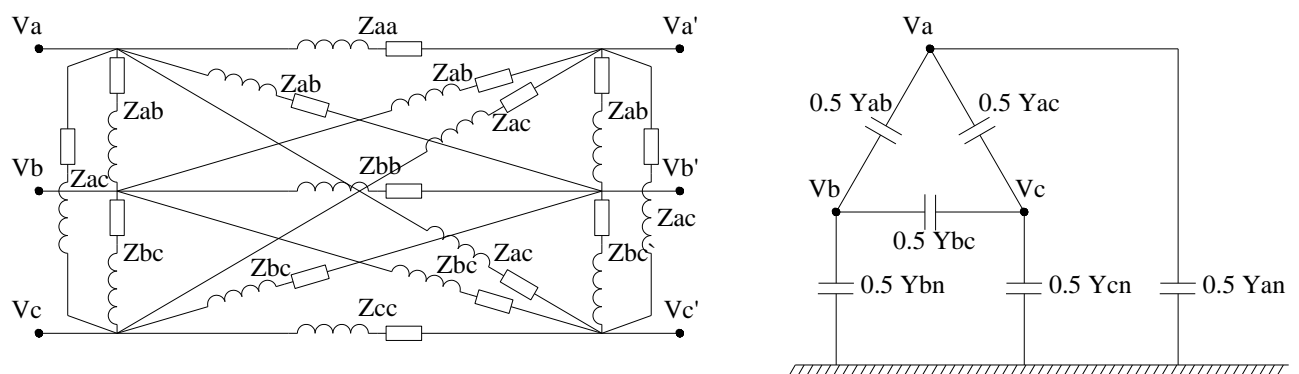 Va
Zaa
Va'
Zab
Zab
Zab
Zab
Zac
Vb
Zac
Zbb
Vb'
Zac
Zbc
Zbc
Zac
Zbc
Zbc
Vc
Zcc
Vc'
Va
0.5 Yab
0.5 Yac
Vb
Vc
0.5 Ybc
0.5 Ybn
0.5 Ycn
0.5 Yan